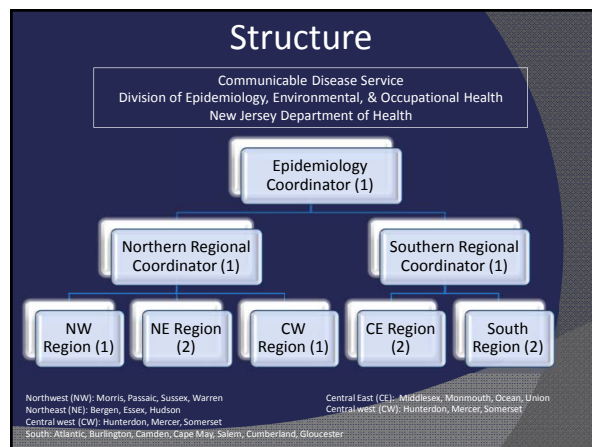 Structure
Communicable Disease Service
Division of Epidemiology, Environmental, & Occupational Health
New Jersey Department of Health
Epidemiology
Coordinator (1)
Northern Regional
Coordinator (1)
Southern Regional
Coordinator (1)
NW
Region (1)
NE Region
(2)
CW
Region (1)
CE Region
(2)
South
Region (2)
Northwest (NW): Morris, Passaic, Sussex, Warren
Northeast (NE): Bergen, Essex, Hudson
Central west (CW): Hunterdon, Mercer, Somerset
South: Atlantic, Burlington, Camden, Cape May, Salem, Cumberland, Gloucester
Central East (CE): Middlesex, Monmouth, Ocean, Union
Central west (CW): Hunterdon, Mercer, Somerset